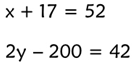 x + 17 = 52
2y – 200 = 42